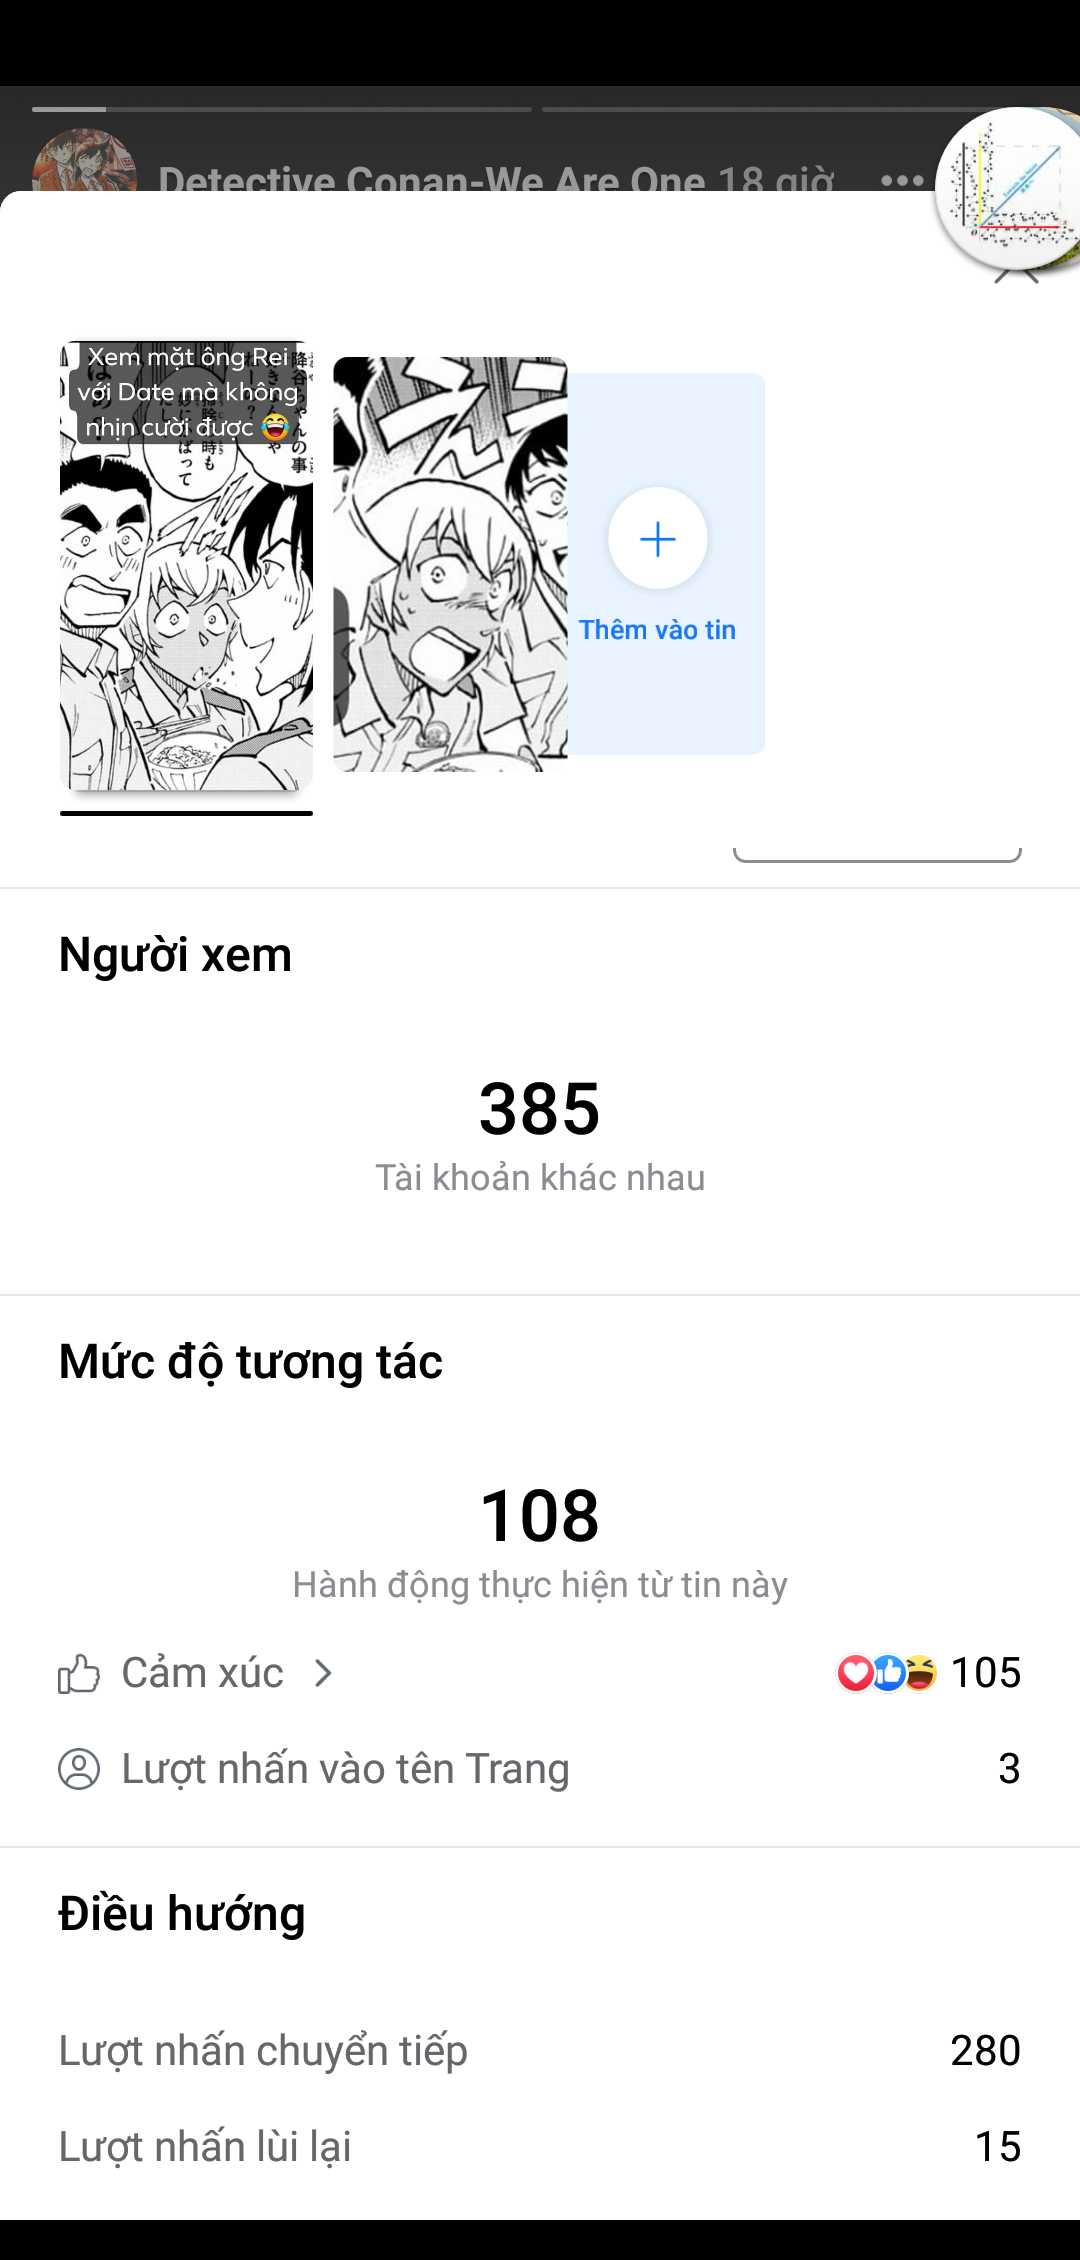 Detective Conan-We Are One 18 giờ
Xem mặt ông Rei
với Date mà không
nhịn cười được 😂
Thêm vào tin
Người xem
385
Tài khoản khác nhau
Mức độ tương tác
108
Hành động thực hiện từ tin này
Cảm xúc
105
Lượt nhấn vào tên Trang
3
Điều hướng
Lượt nhấn chuyển tiếp
280
Lượt nhấn lùi lại
15